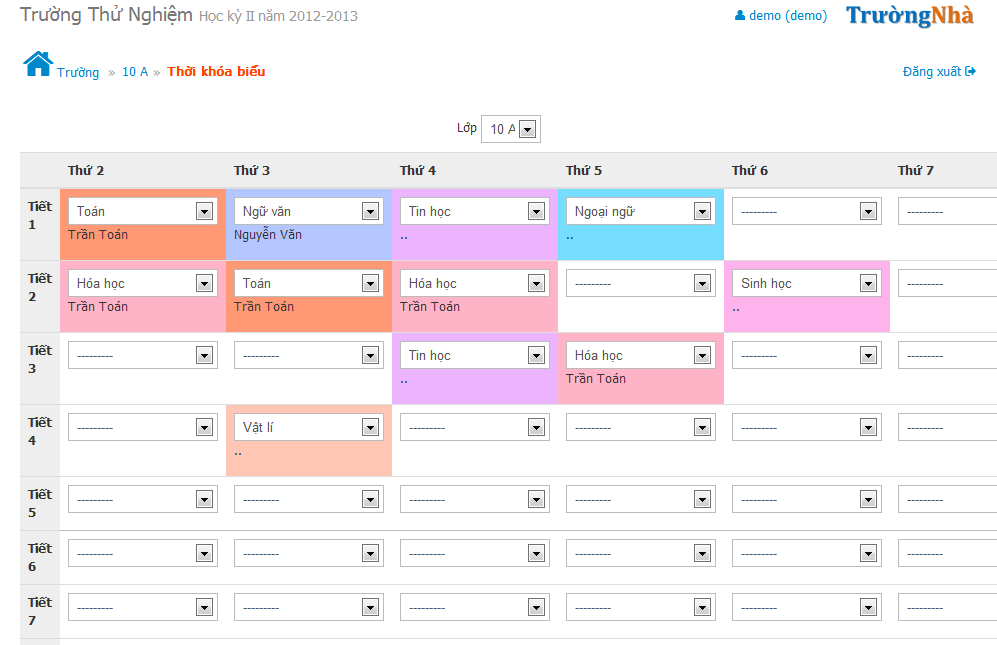 Trường Thử Nghiệm Học kỳ II năm 2012-2013 demo (demo) TrườngNhà
Trường » 10 A » Thời khóa biểu Đăng xuất
Lớp 10 A
Thứ 2 Thứ 3 Thứ 4 Thứ 5 Thứ 6 Thứ 7
Tiết 1 Toán Ngữ văn Tin học Ngoại ngữ --------- ---------
Trần Toán Nguyễn Văn .. ..
Tiết 2 Hóa học Toán Hóa học --------- Sinh học ---------
Trần Toán Trần Toán Trần Toán ..
Tiết 3 --------- --------- Tin học Hóa học --------- ---------
.. Trần Toán
Tiết 4 --------- Vật lí --------- --------- --------- ---------
..
Tiết 5 --------- --------- --------- --------- --------- ---------
Tiết 6 --------- --------- --------- --------- --------- ---------
Tiết 7 --------- --------- --------- --------- --------- ---------